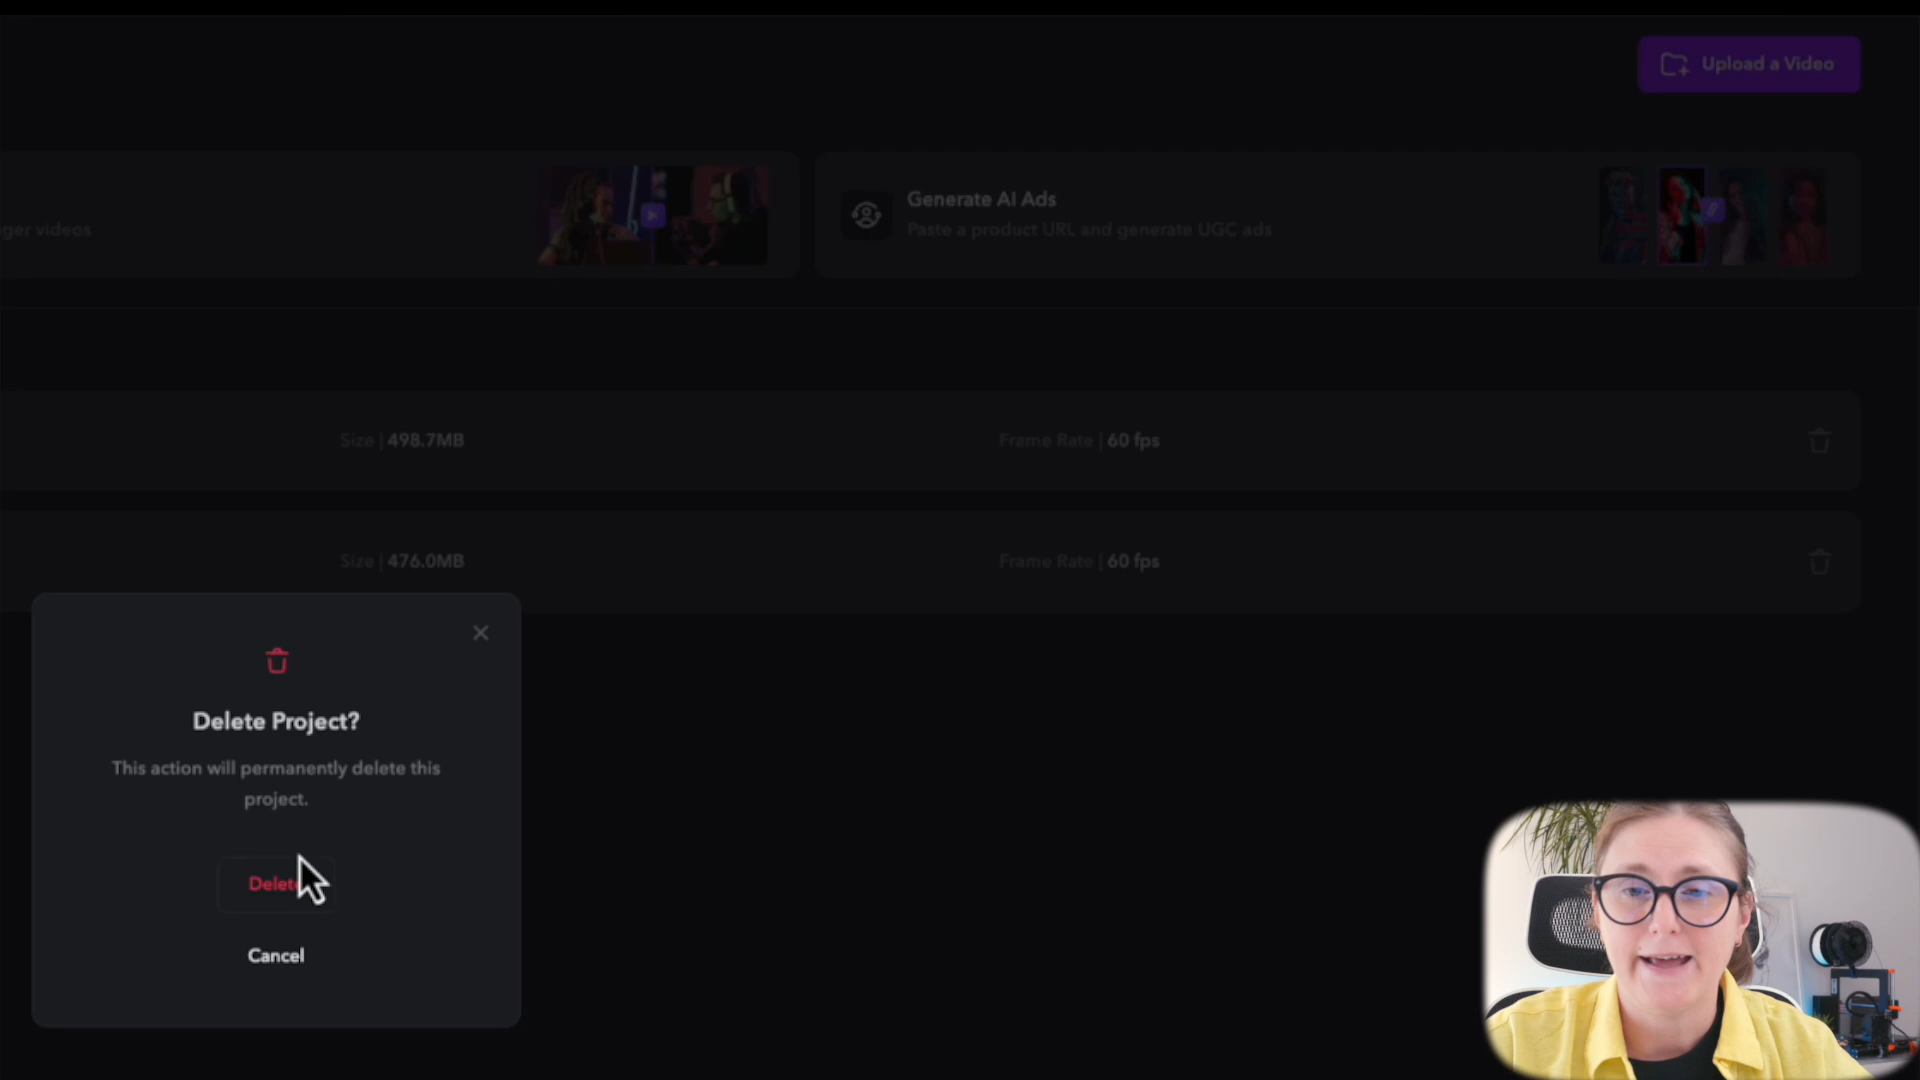 Upload a Video
Generate AI Ads
ger videos
Paste a product URL and generate UGC ads
Size | 498.7MB
Frame Rate | 60 fps
Size | 476.0MB
Frame Rate | 60 fps
Delete Project?
This action will permanently delete this
project.
Delete
Cancel